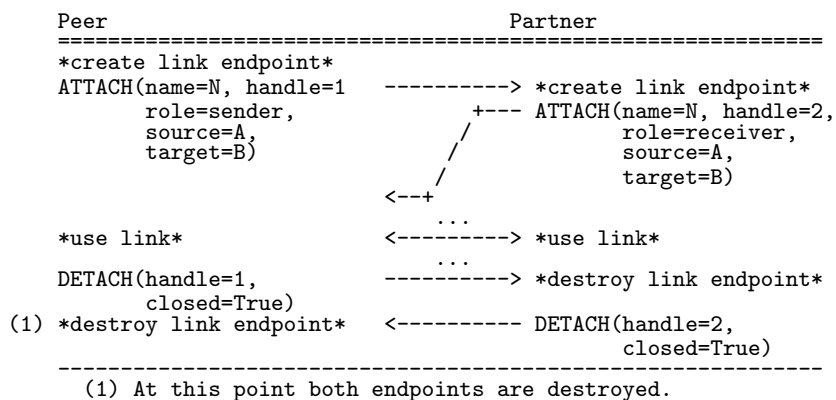 Peer                                Partner
=============================================================
*create link endpoint*
ATTACH(name=N, handle=1   ----------> *create link endpoint*
       role=sender,              +--- ATTACH(name=N, handle=2,
       source=A,                /            role=receiver,
       target=B)               /             source=A,
                              /              target=B)
                          <--+
                              ...
*use link*                <---------> *use link*
                              ...
DETACH(handle=1,          ----------> *destroy link endpoint*
       closed=True)
(1) *destroy link endpoint*   <---------- DETACH(handle=2,
                                             closed=True)
-------------------------------------------------------------
(1) At this point both endpoints are destroyed.